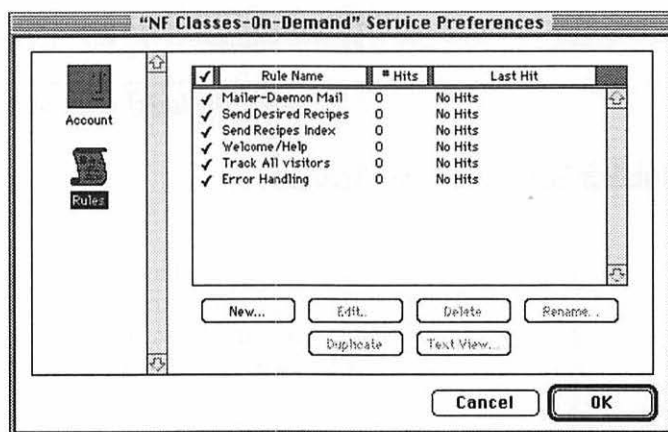 “NF Classes-On-Demand” Service Preferences
Account
Rules
✓ Rule Name # Hits Last Hit
✓ Mailer-Daemon Mail 0 No Hits
✓ Send Desired Recipes 0 No Hits
✓ Send Recipes Index 0 No Hits
✓ Welcome/Help 0 No Hits
✓ Track All visitors 0 No Hits
✓ Error Handling 0 No Hits
New... Edit.. Delete Rename. .
Duplicate Text View...
Cancel OK